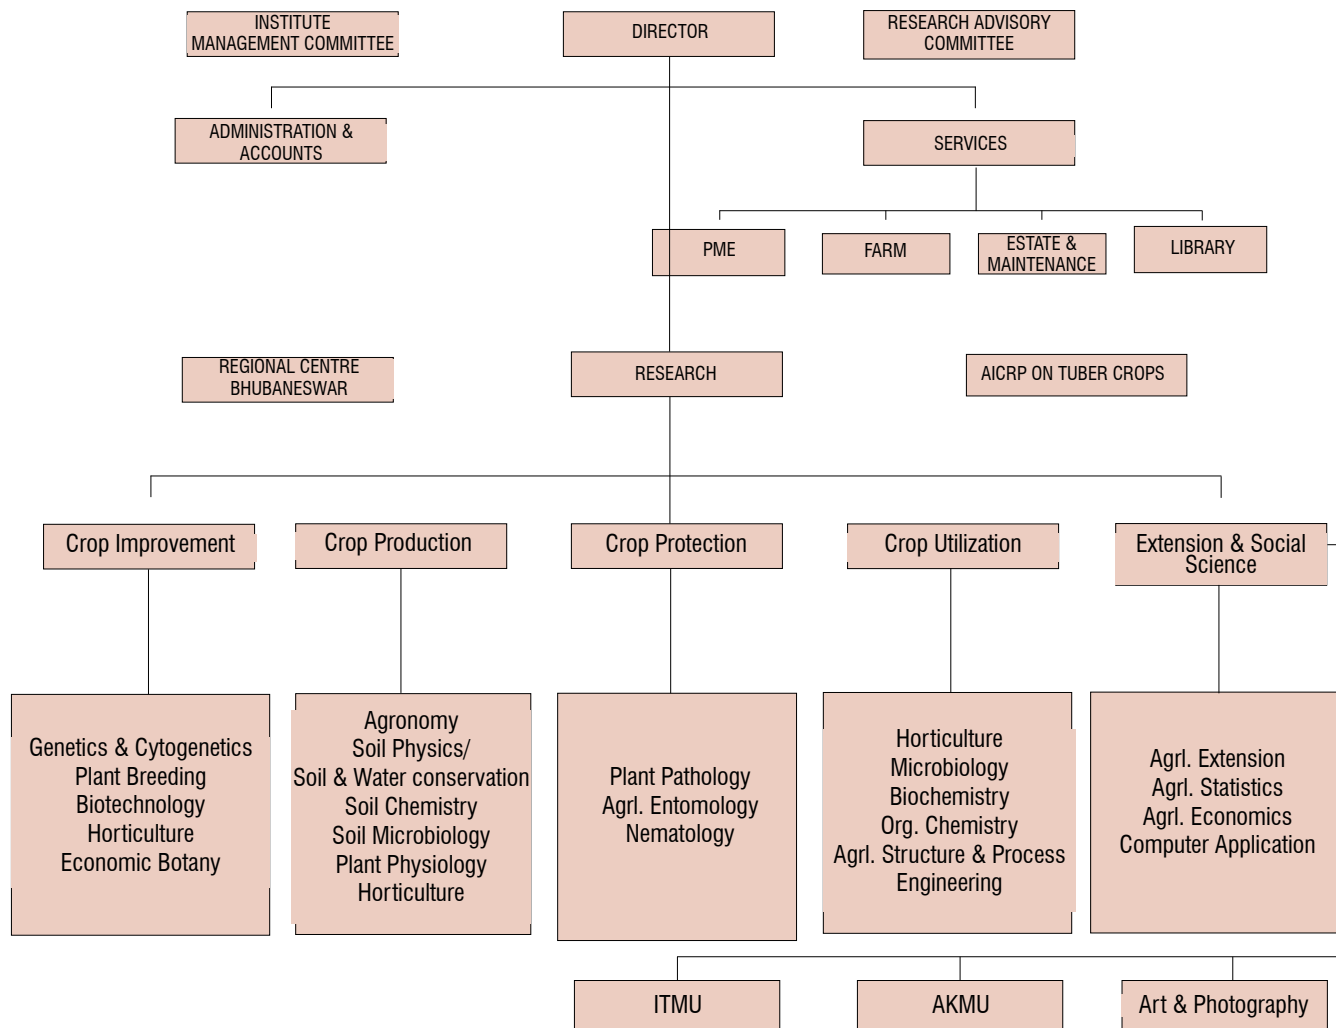 INSTITUTE
MANAGEMENT COMMITTEE
DIRECTOR
RESEARCH ADVISORY
COMMITTEE
ADMINISTRATION &
ACCOUNTS
SERVICES
PME
FARM
ESTATE &
MAINTENANCE
LIBRARY
REGIONAL CENTRE
BHUBANESWAR
RESEARCH
AICRP ON TUBER CROPS
Crop Improvement
Crop Production
Crop Protection
Crop Utilization
Extension & Social
Science
Genetics & Cytogenetics
Plant Breeding
Biotechnology
Horticulture
Economic Botany
Agronomy
Soil Physics/
Soil & Water conservation
Soil Chemistry
Soil Microbiology
Plant Physiology
Horticulture
Plant Pathology
Agrl. Entomology
Nematology
Horticulture
Microbiology
Biochemistry
Org. Chemistry
Agrl. Structure & Process
Engineering
Agrl. Extension
Agrl. Statistics
Agrl. Economics
Computer Application
ITMU
AKMU
Art & Photography